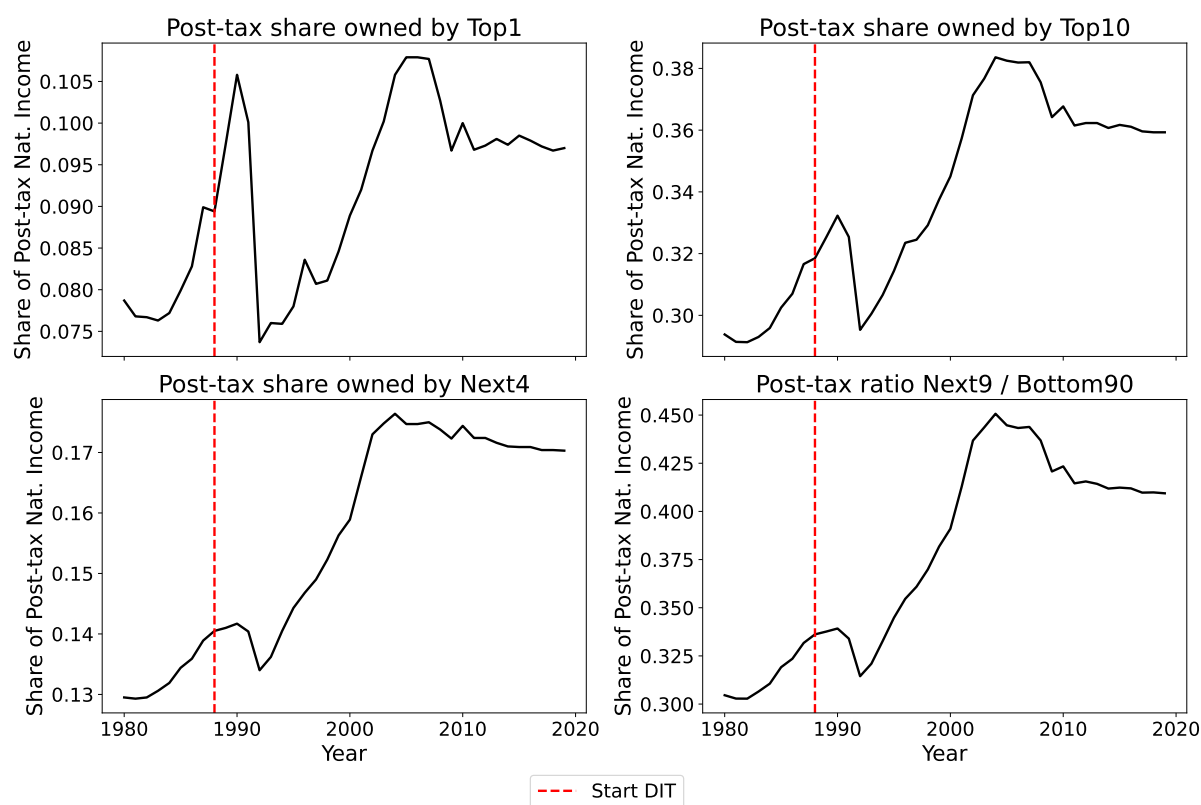 Post-tax share owned by Top1
Share of Post-tax Nat. Income
0.105
0.100
0.095
0.090
0.085
0.080
0.075
Post-tax share owned by Top10
Share of Post-tax Nat. Income
0.38
0.36
0.34
0.32
0.30
Post-tax share owned by Next4
Share of Post-tax Nat. Income
0.17
0.16
0.15
0.14
0.13
1980 1990 2000 2010 2020
Year
Post-tax ratio Next9 / Bottom90
Share of Post-tax Nat. Income
0.450
0.425
0.400
0.375
0.350
0.325
0.300
1980 1990 2000 2010 2020
Year
Start DIT